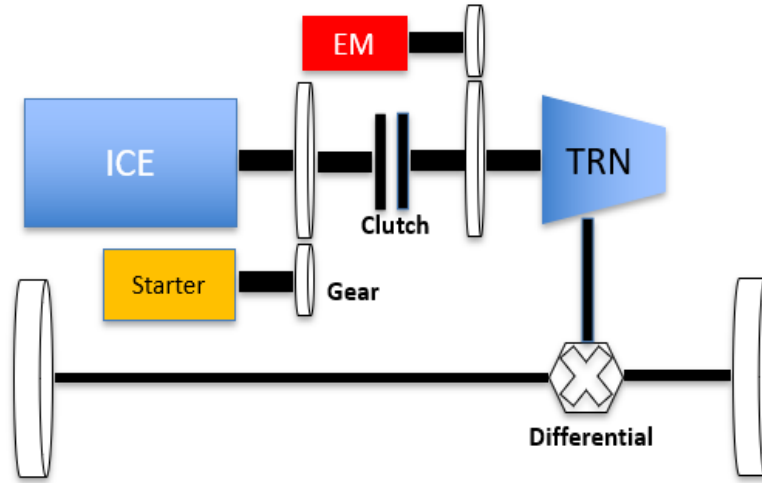 EM
ICE
TRN
Clutch
Starter
Gear
Differential